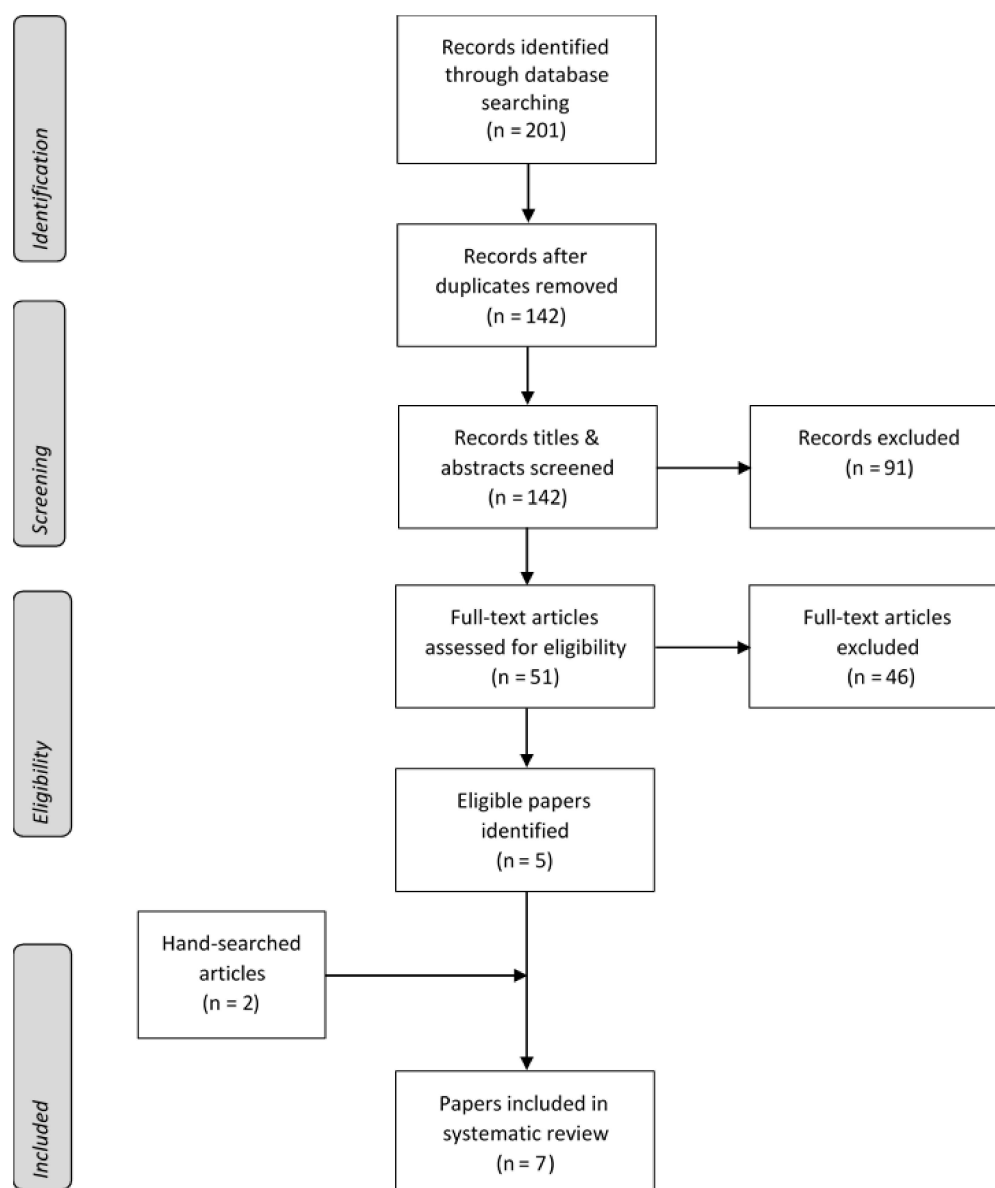 Identification
Records identified
through database
searching
(n = 201)
Records after
duplicates removed
(n = 142)
Screening
Records titles &
abstracts screened
(n = 142)
Records excluded
(n = 91)
Eligibility
Full-text articles
assessed for eligibility
(n = 51)
Full-text articles
excluded
(n = 46)
Eligible papers
identified
(n = 5)
Included
Hand-searched
articles
(n = 2)
Papers included in
systematic review
(n = 7)